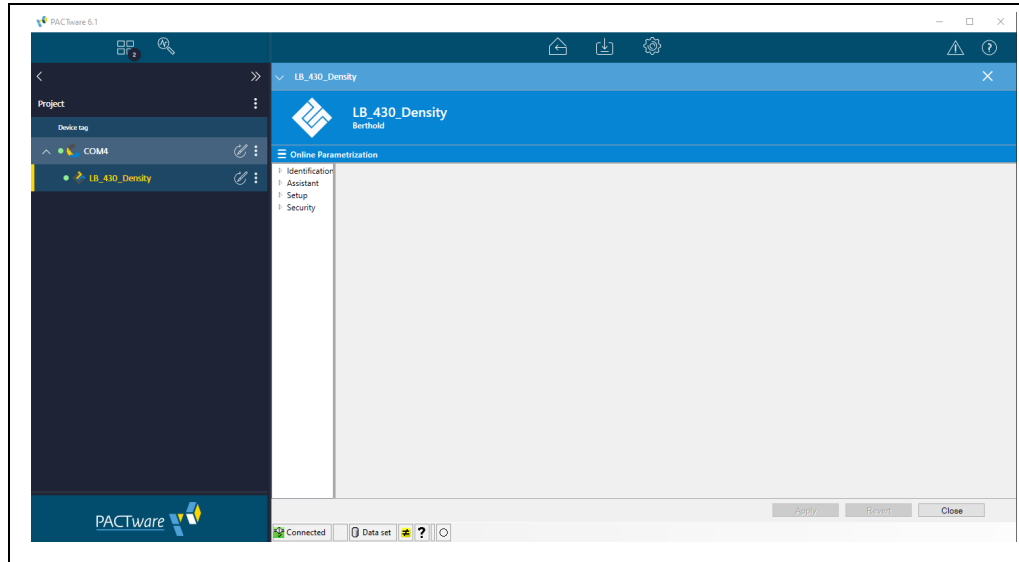 PACTware 6.1
2
LB_430_Density
Project
LB_430_Density
Berthold
Device tag
COM4
Online Parametrization
LB_430_Density
Identification
Assistant
Setup
Security
PACTware
Apply
Revert
Close
Connected
Data set
?